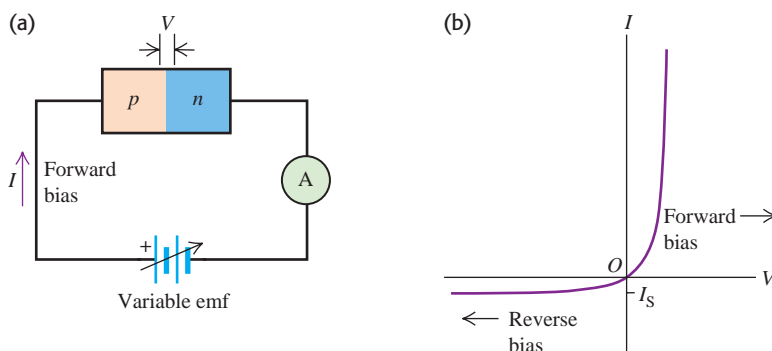 (a)
V
p
n
I
Forward
bias
A
+
Variable emf
(b)
I
Forward
bias
O
V
I_S
Reverse
bias